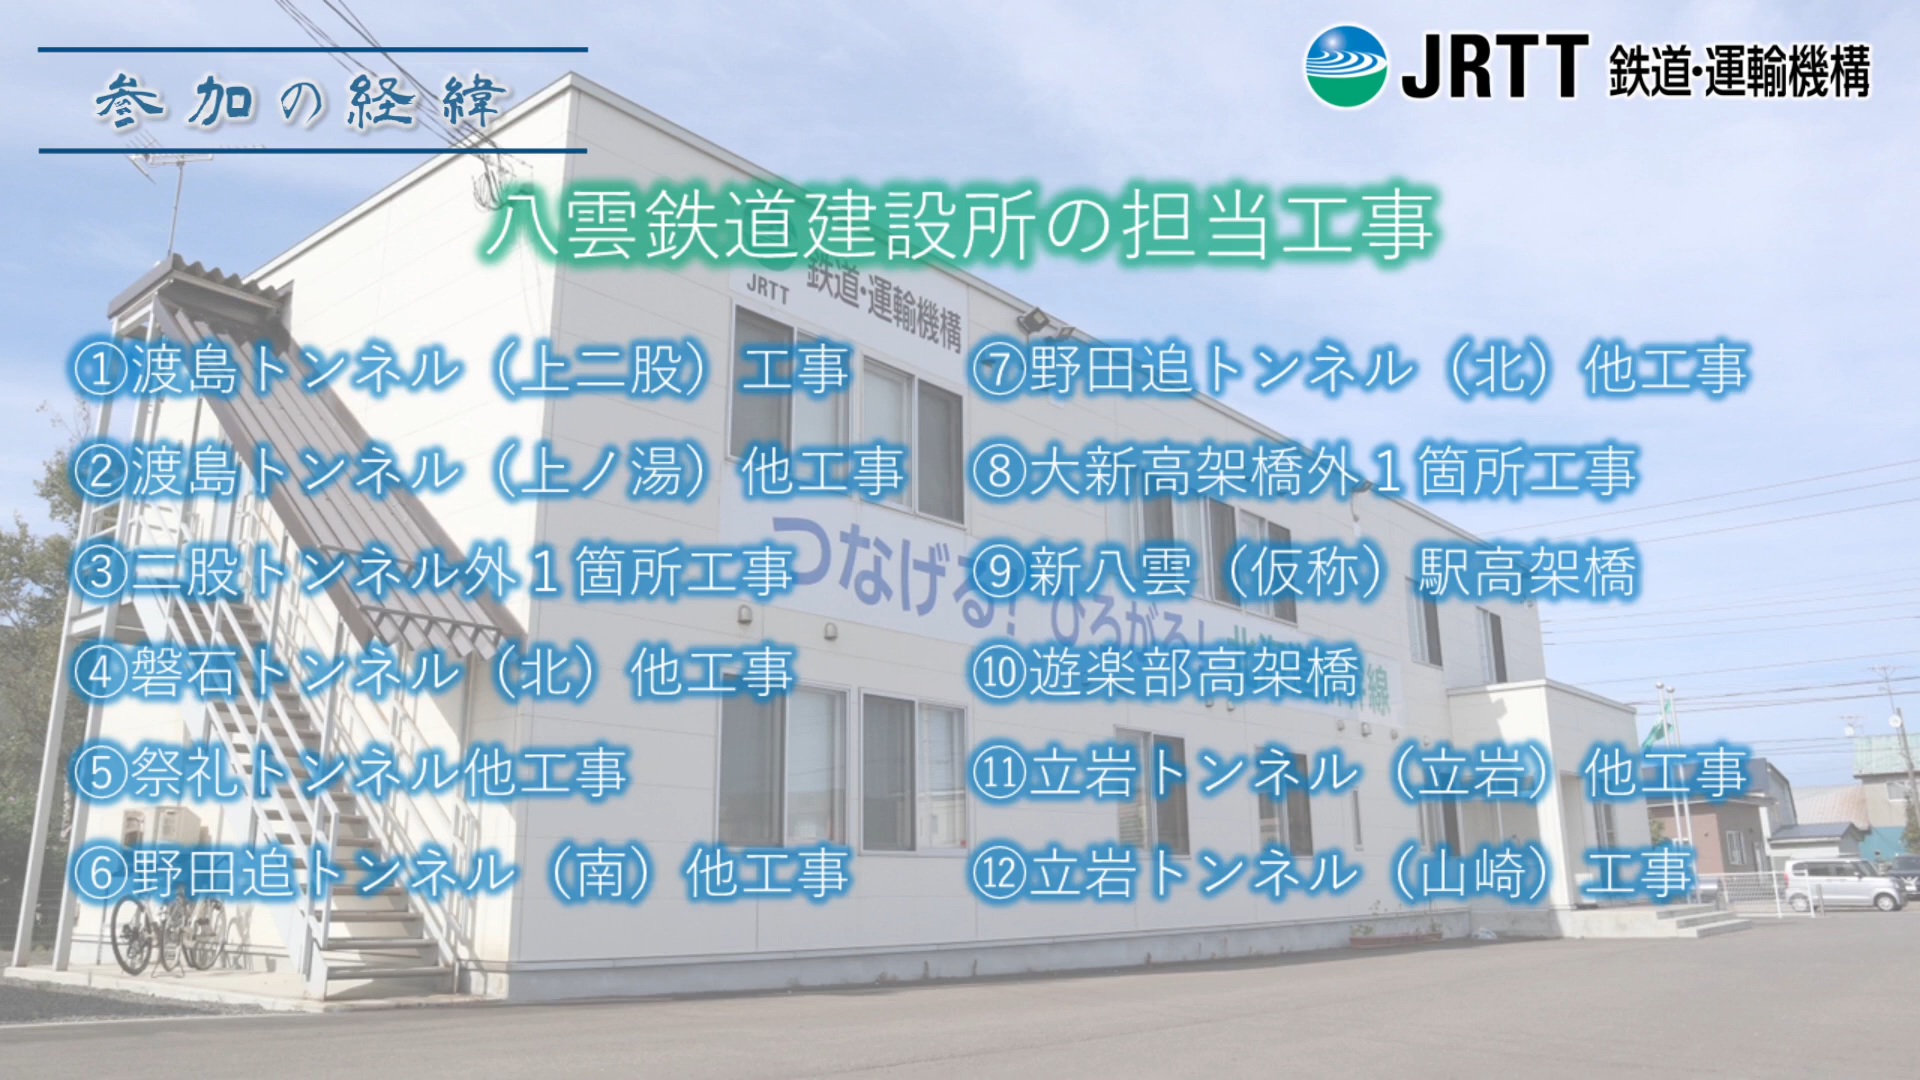 参加の経緯
JRTT 鉄道・運輸機構
八雲鉄道建設所の担当工事
JRTT 鉄道・運輸機構
①渡島トンネル（上二股）工事
②渡島トンネル（上ノ湯）他工事
③二股トンネル外１箇所工事
④磐石トンネル（北）他工事
⑤祭礼トンネル他工事
⑥野田追トンネル（南）他工事
⑦野田追トンネル（北）他工事
⑧大新高架橋外１箇所工事
⑨新八雲（仮称）駅高架橋
⑩遊楽部高架橋
⑪立岩トンネル（立岩）他工事
⑫立岩トンネル（山崎）工事
つなげる！ひろがる！